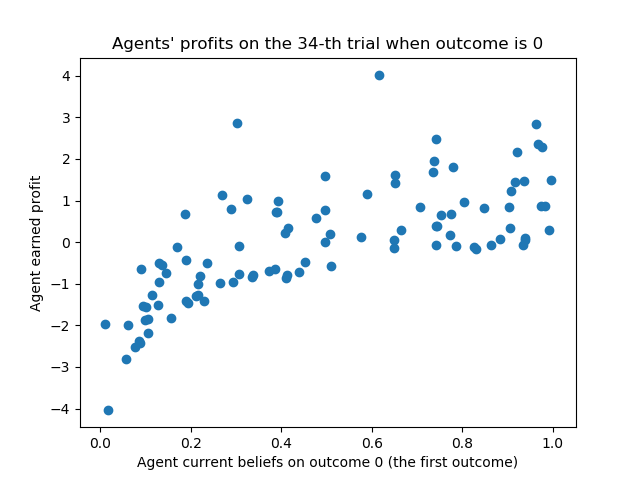 Agents' profits on the 34-th trial when outcome is 0
4
3
2
1
0
−1
−2
−3
−4
Agent earned profit
0.0 0.2 0.4 0.6 0.8 1.0
Agent current beliefs on outcome 0 (the first outcome)